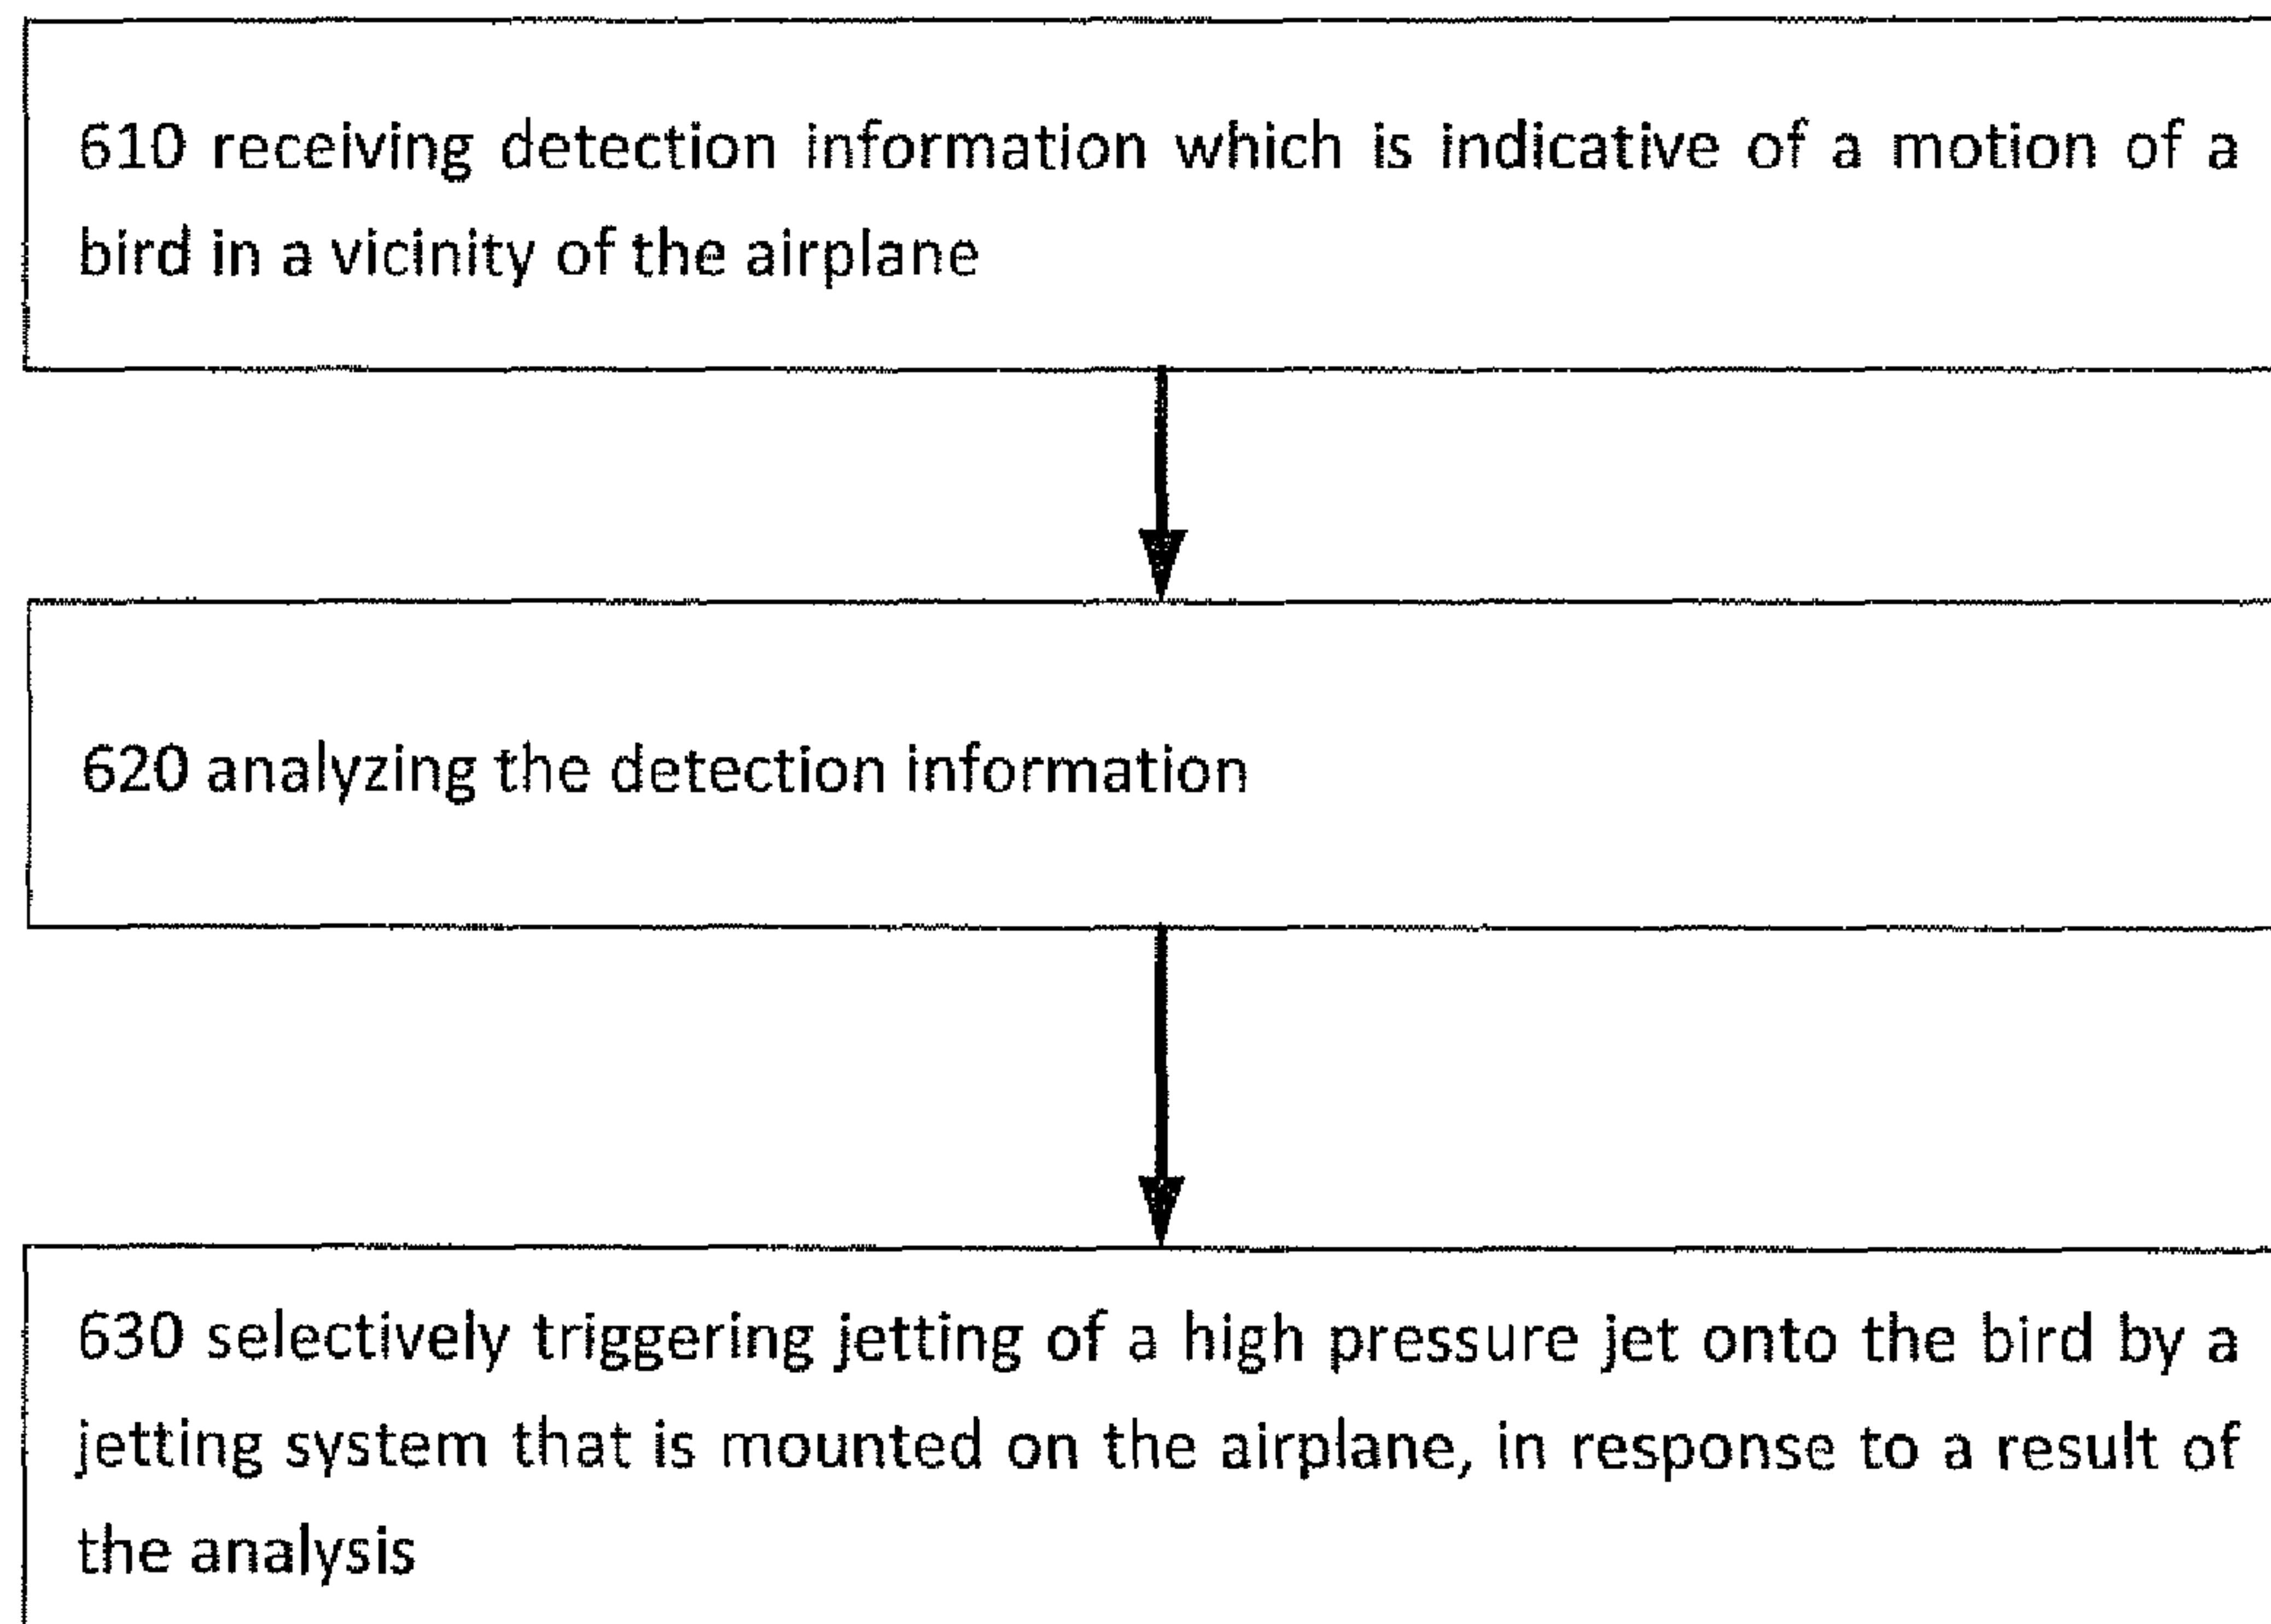 610 receiving detection information which is indicative of a motion of a
bird in a vicinity of the airplane
620 analyzing the detection information
630 selectively triggering jetting of a high pressure jet onto the bird by a
jetting system that is mounted on the airplane, in response to a result of
the analysis